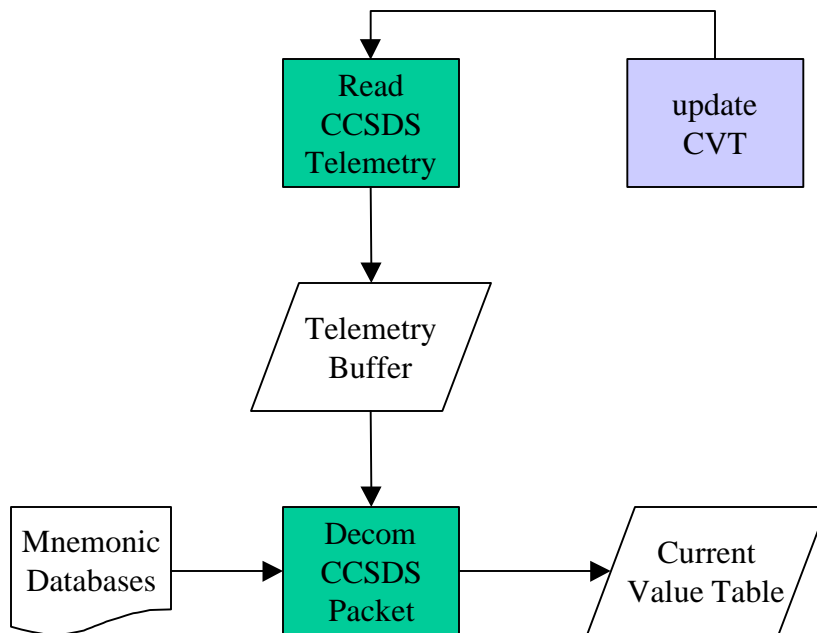 Read
CCSDS
Telemetry
update
CVT
Telemetry
Buffer
Mnemonic
Databases
Decom
CCSDS
Packet
Current
Value Table